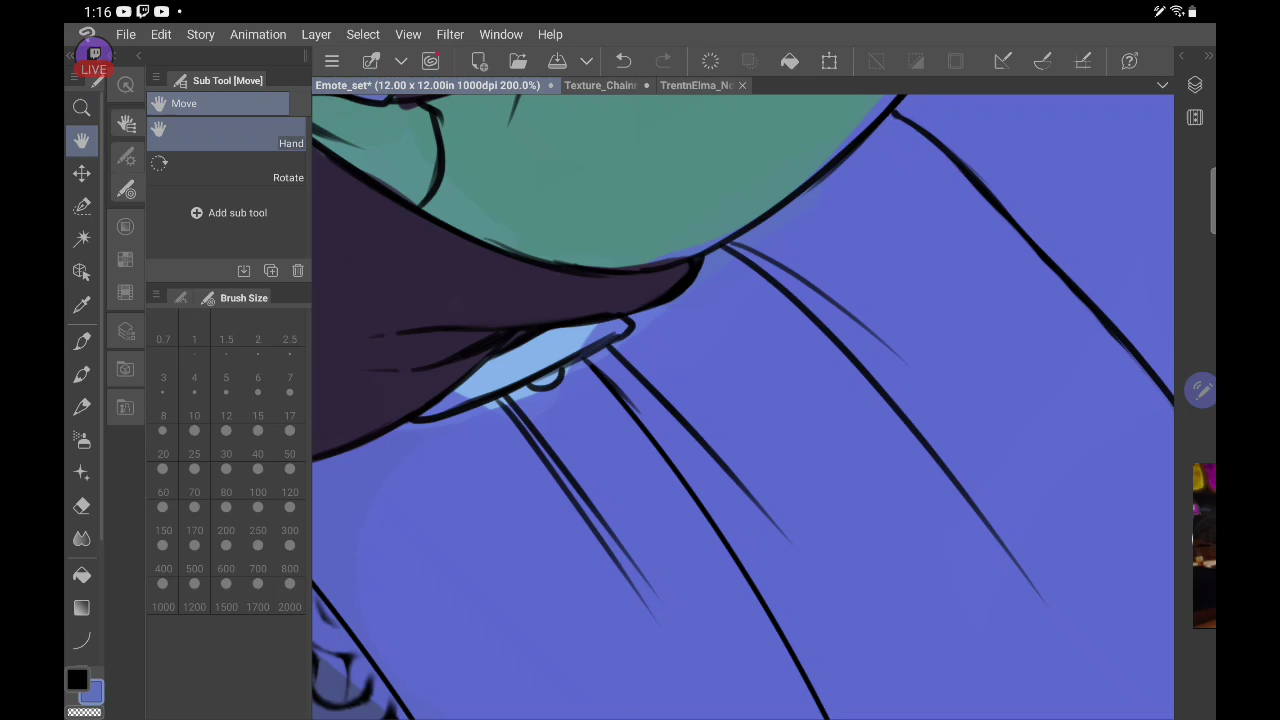 1:16
File Edit Story Animation Layer Select View Filter Window Help
LIVE
Sub Tool [Move]
Emote_set* (12.00 x 12.00in 1000dpi 200.0%)
Texture_Chain
TrentnElma_No
Move
Hand
Rotate
Add sub tool
Brush Size
0.7 1 1.5 2 2.5
3 4 5 6 7
8 10 12 15 17
20 25 30 40 50
60 70 80 100 120
150 170 200 250 300
400 500 600 700 800
1000 1200 1500 1700 2000